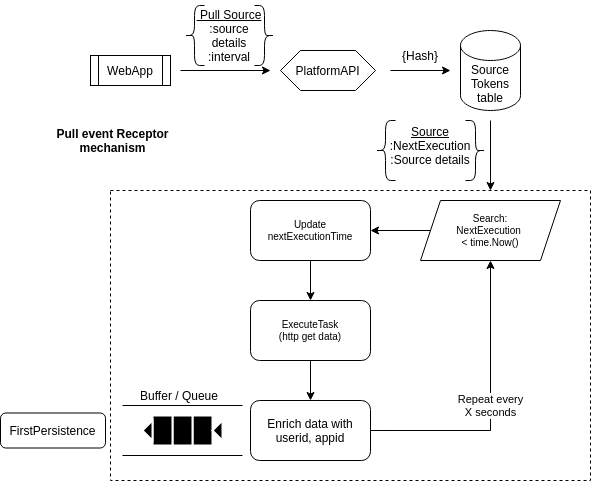 Pull Source
:source
details
:interval
WebApp
PlatformAPI
{Hash}
Source
Tokens
table
Pull event Receptor
mechanism
Source
:NextExecution
:Source details
Update
nextExecutionTime
Search:
NextExecution
< time.Now()
ExecuteTask
(http get data)
Buffer / Queue
Repeat every
X seconds
FirstPersistence
Enrich data with
userid, appid